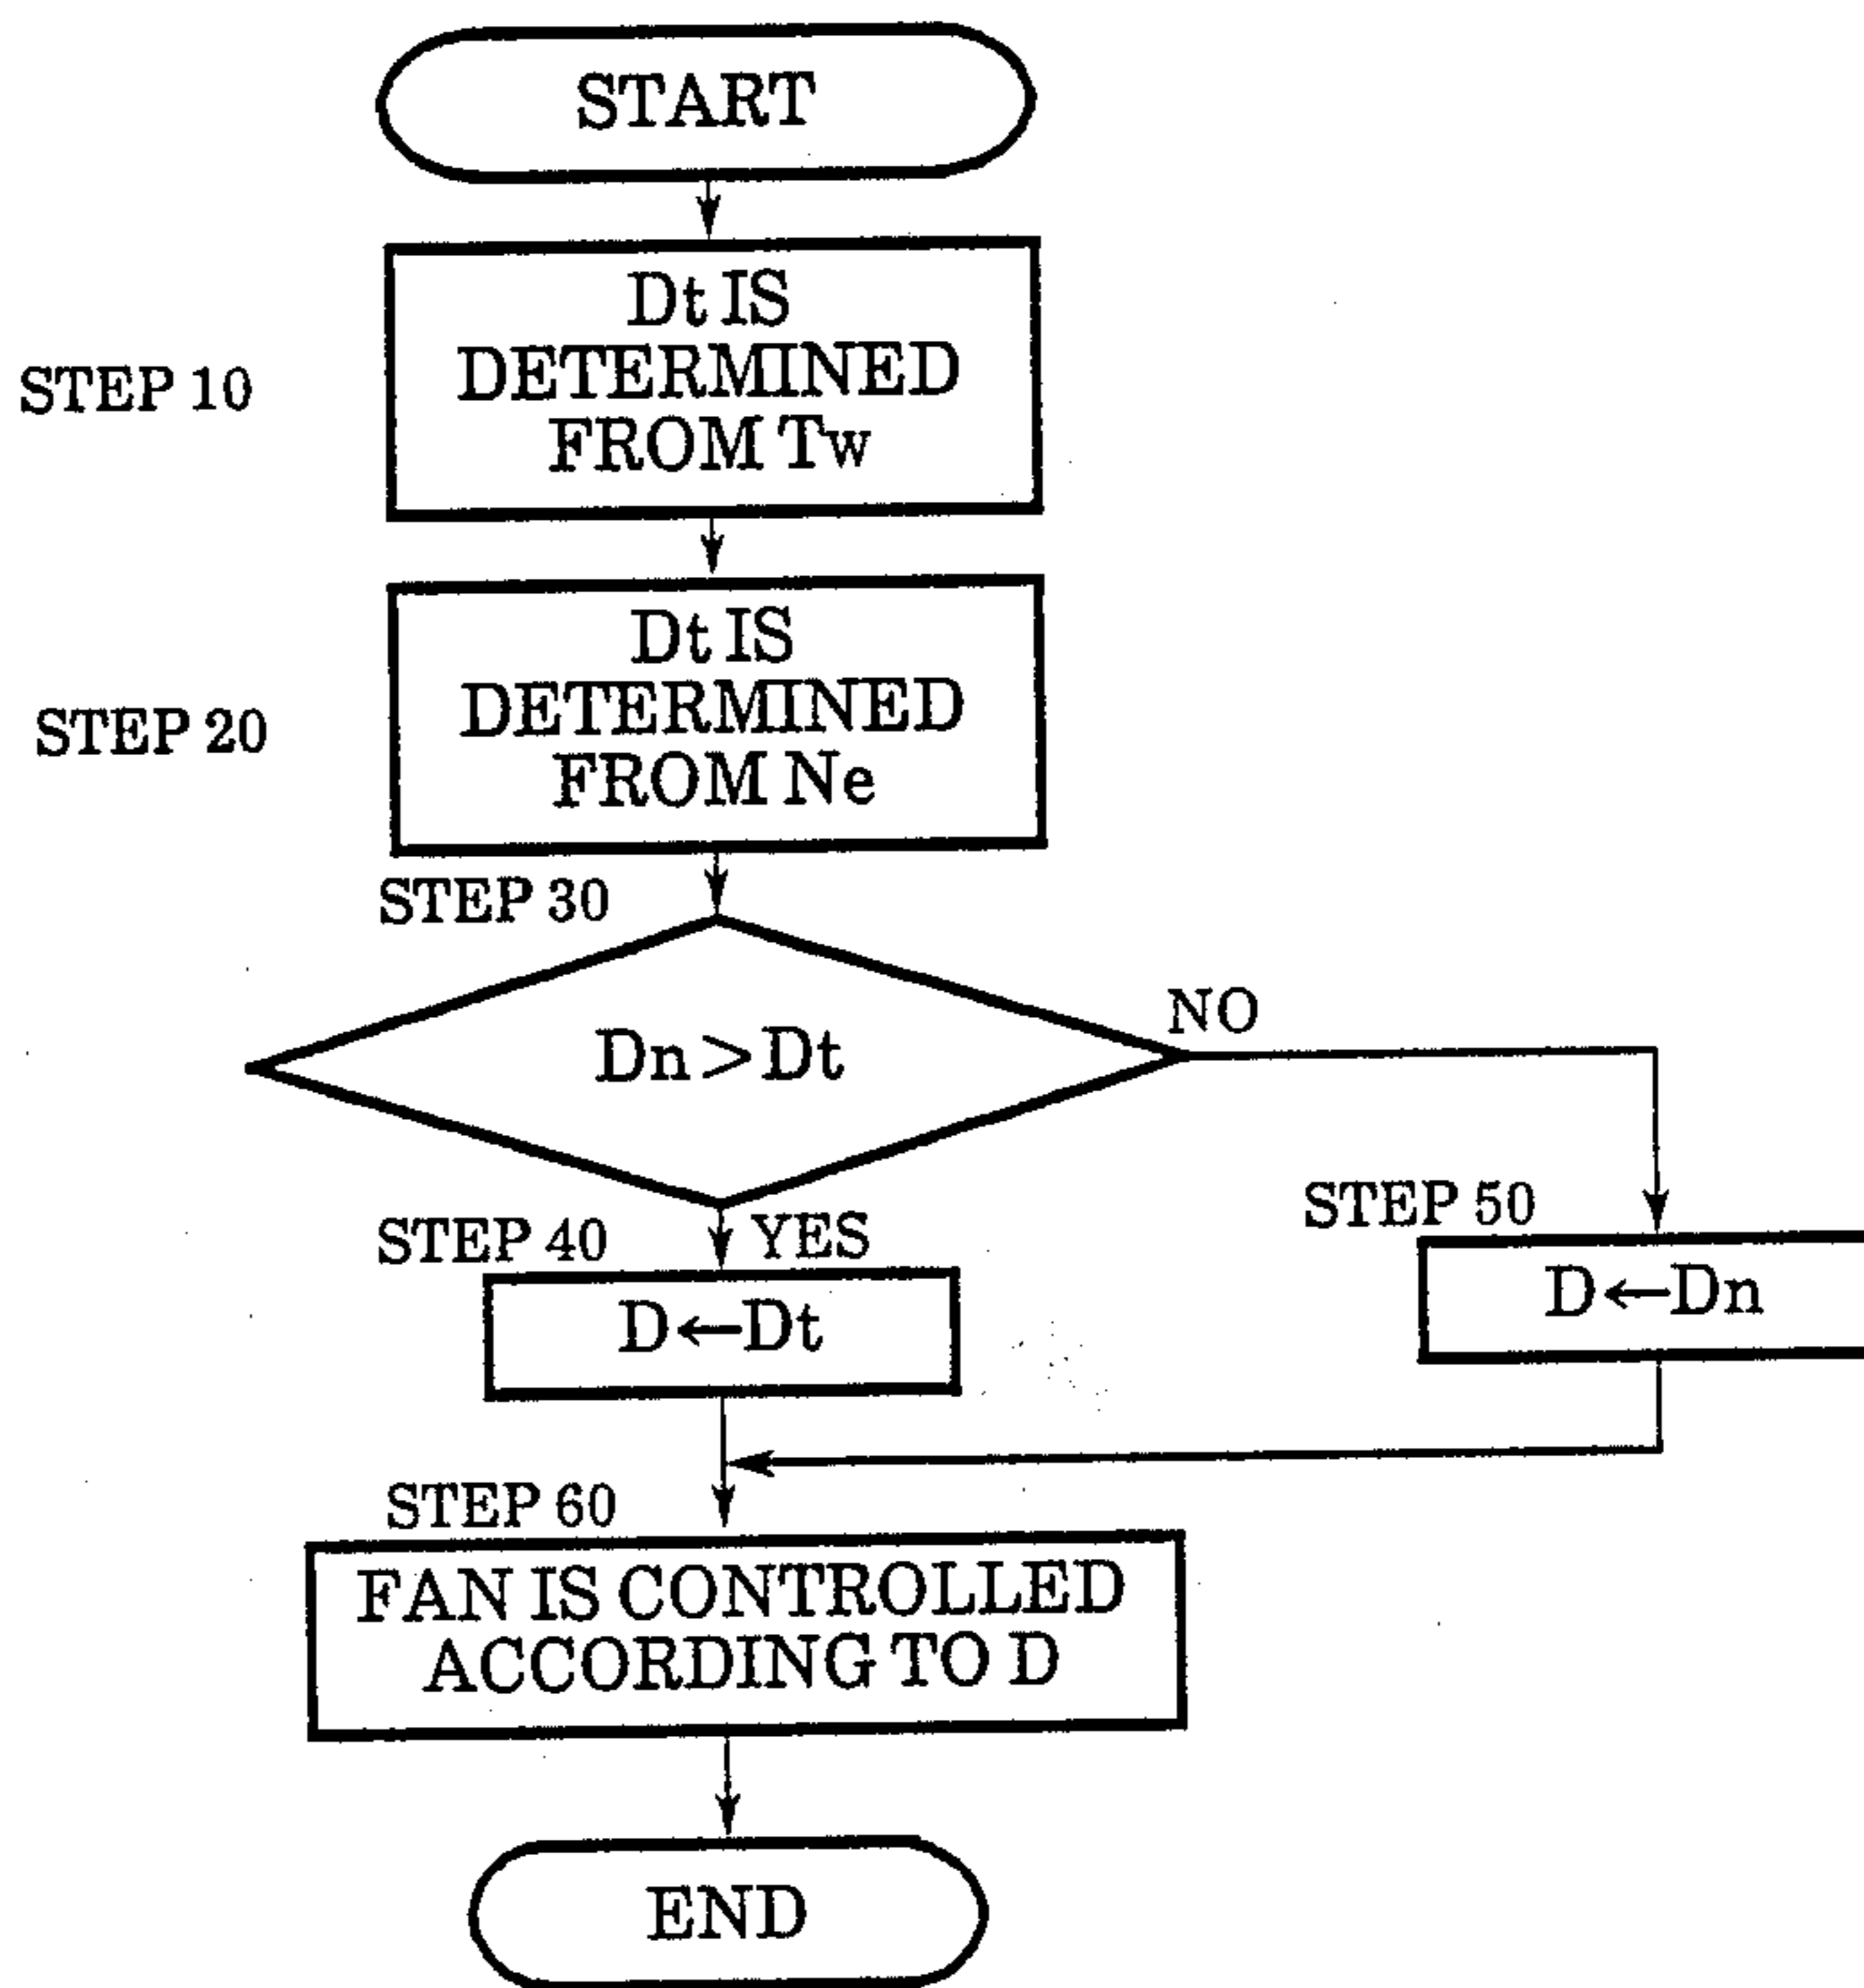 START
Dt IS
DETERMINED
FROM Tw
STEP 10
Dt IS
DETERMINED
FROM Ne
STEP 20
STEP 30
Dn > Dt
NO
STEP 40
YES
D←Dt
STEP 50
D←Dn
STEP 60
FAN IS CONTROLLED
ACCORDING TO D
END